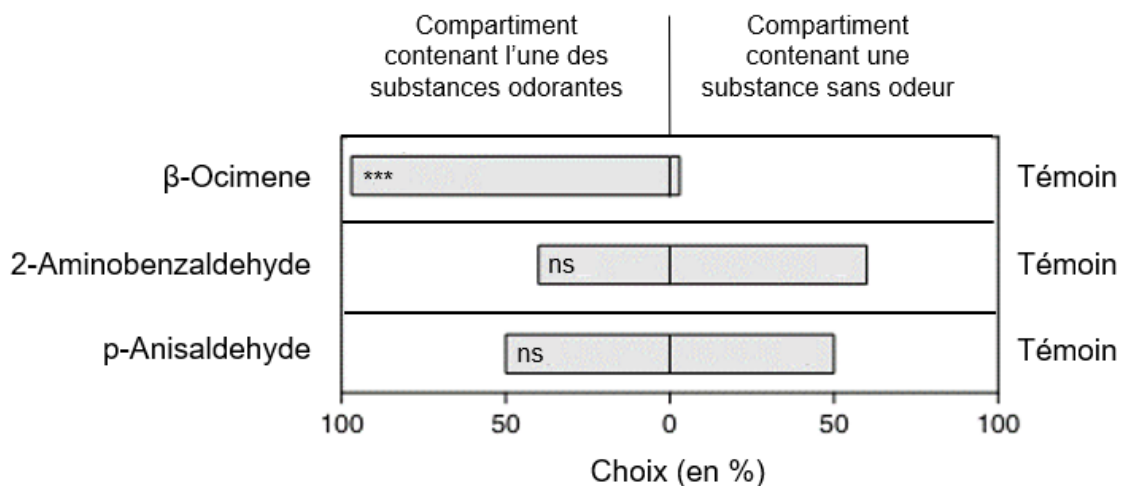 Compartiment
contenant l'une des
substances odorantes
Compartiment
contenant une
substance sans odeur
β-Ocimene
***
Témoin
2-Aminobenzaldehyde
ns
Témoin
p-Anisaldehyde
ns
Témoin
100 50 0 50 100
Choix (en %)